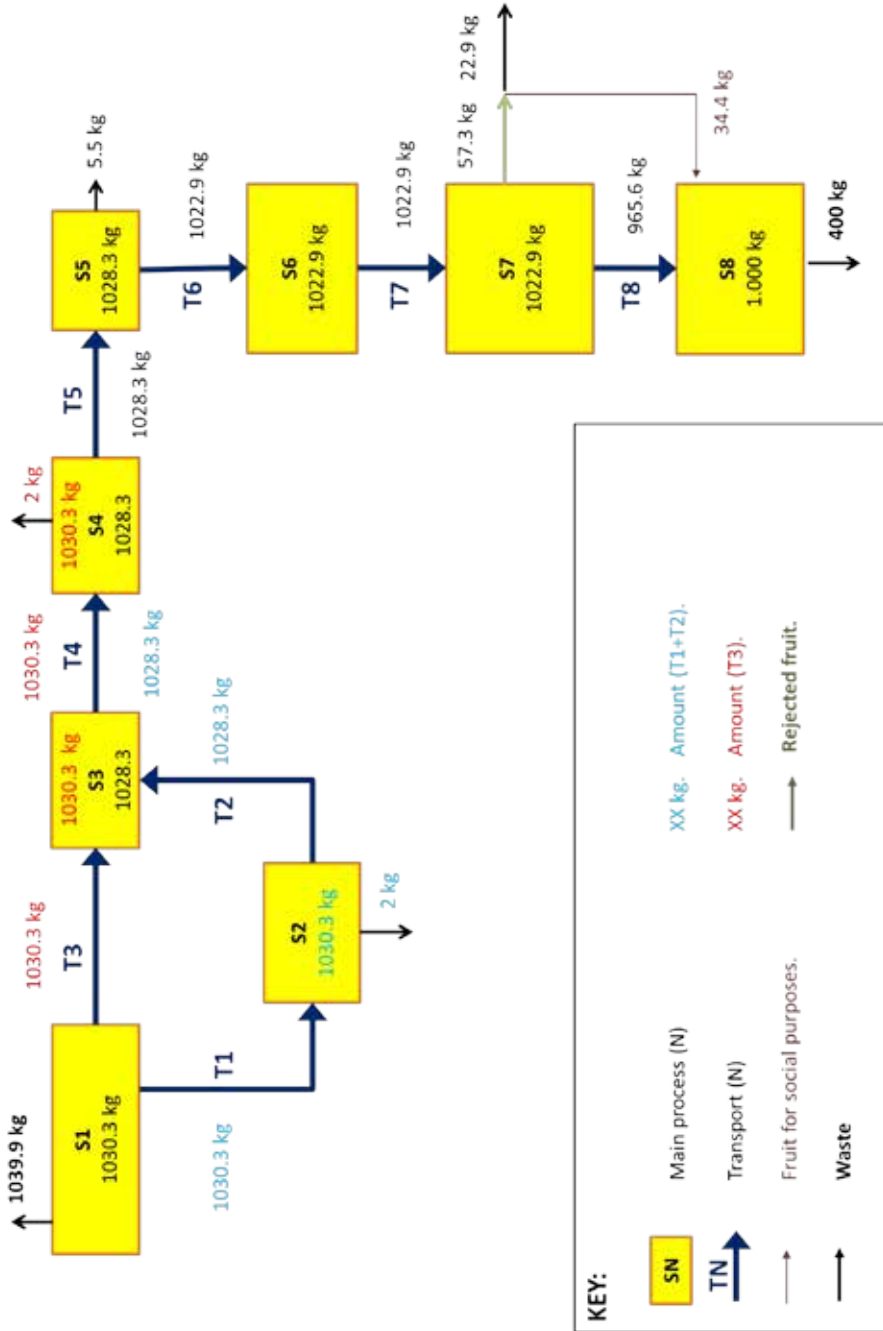 1039.9 kg
S1
1030.3 kg
1030.3 kg
T3
T1
1030.3 kg
S2
1030.3 kg
2 kg
T2
1028.3 kg
1030.3 kg
S3
1028.3
1030.3 kg
T4
1028.3 kg
2 kg
1030.3 kg
S4
1028.3
T5
1028.3 kg
S5
1028.3 kg
5.5 kg
T6
1022.9 kg
S6
1022.9 kg
T7
1022.9 kg
S7
1022.9 kg
57.3 kg
22.9 kg
34.4 kg
T8
965.6 kg
S8
1.000 kg
400 kg
KEY:
SN Main process (N)
TN Transport (N)
Fruit for social purposes.
Waste
XX kg. Amount (T1+T2).
XX kg. Amount (T3).
Rejected fruit.